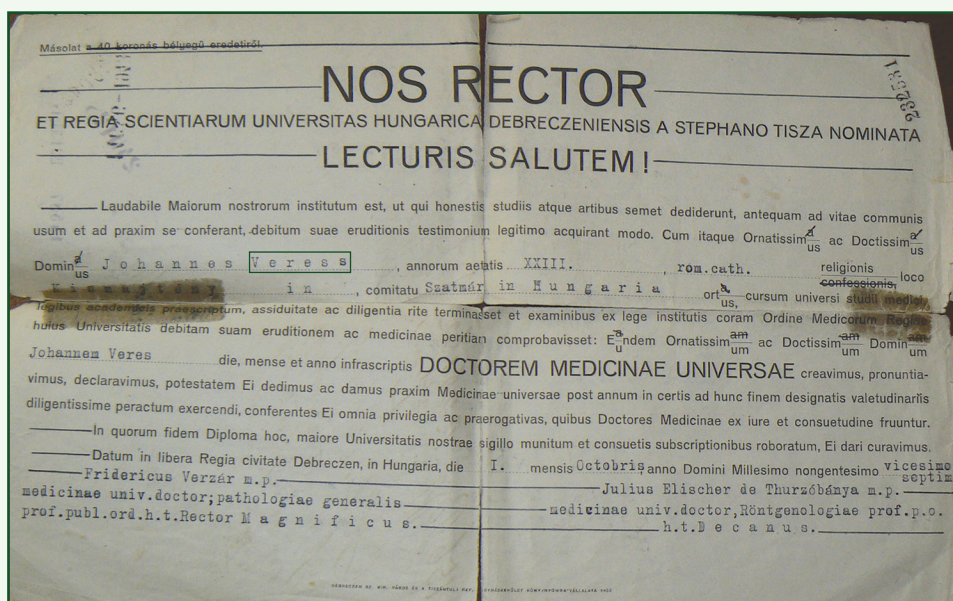 Másolat a 40 koronás bélyegű eredetiről.
232531
NOS RECTOR
ET REGIA SCIENTIARUM UNIVERSITAS HUNGARICA DEBRECZENIENSIS A STEPHANO TISZA NOMINATA
LECTURIS SALUTEM!
Laudabile Maiorum nostrorum institutum est, ut qui honestis studiis atque artibus semet dediderunt, antequam ad vitae communis
usum et ad praxim se conferant, debitum suae eruditionis testimonium legitimo acquirant modo. Cum itaque Ornatissim a/us ac Doctissim a/us
Domin a/us Johannes Veress, annorum aetatis XXIII., rom.cath. religionis confessionis, loco
in, comitatu Szatmár in Hungaria ort a/us, cursum universi studii medici,
legibus academicis praescriptum, assiduitate ac diligentia rite terminasset et examinibus ex lege institutis coram Ordine Medicorum Regiae
huius Universitatis debitam suam eruditionem ac medicinae peritiam comprobavisset: E a/u ndem Ornatissim am/um ac Doctissim am/um Domin am/um
Johannem Veres die, mense et anno infrascriptis DOCTOREM MEDICINAE UNIVERSAE creavimus, pronuntia-
vimus, declaravimus, potestatem Ei dedimus ac damus praxim Medicinae universae post annum in certis ad hunc finem designatis valetudinariis
diligentissime peractum exercendi, conferentes Ei omnia privilegia ac praerogativas, quibus Doctores Medicinae ex iure et consuetudine fruuntur.
In quorum fidem Diploma hoc, maiore Universitatis nostrae sigillo munitum et consuetis subscriptionibus roboratum, Ei dari curavimus.
Datum in libera Regia civitate Debreczen, in Hungaria, die I. mensis Octobris, anno Domini Millesimo nongentesimo vicesimo
septim
Fridericus Verzár m.p.
Julius Elischer de Thurzóbánya m.p.
medicinae univ.doctor;pathologiae generalis
medicinae univ.doctor,Röntgenologiae prof.p.o.
prof.publ.ord.h.t.Rector Magnificus.
h.t.Decanus.